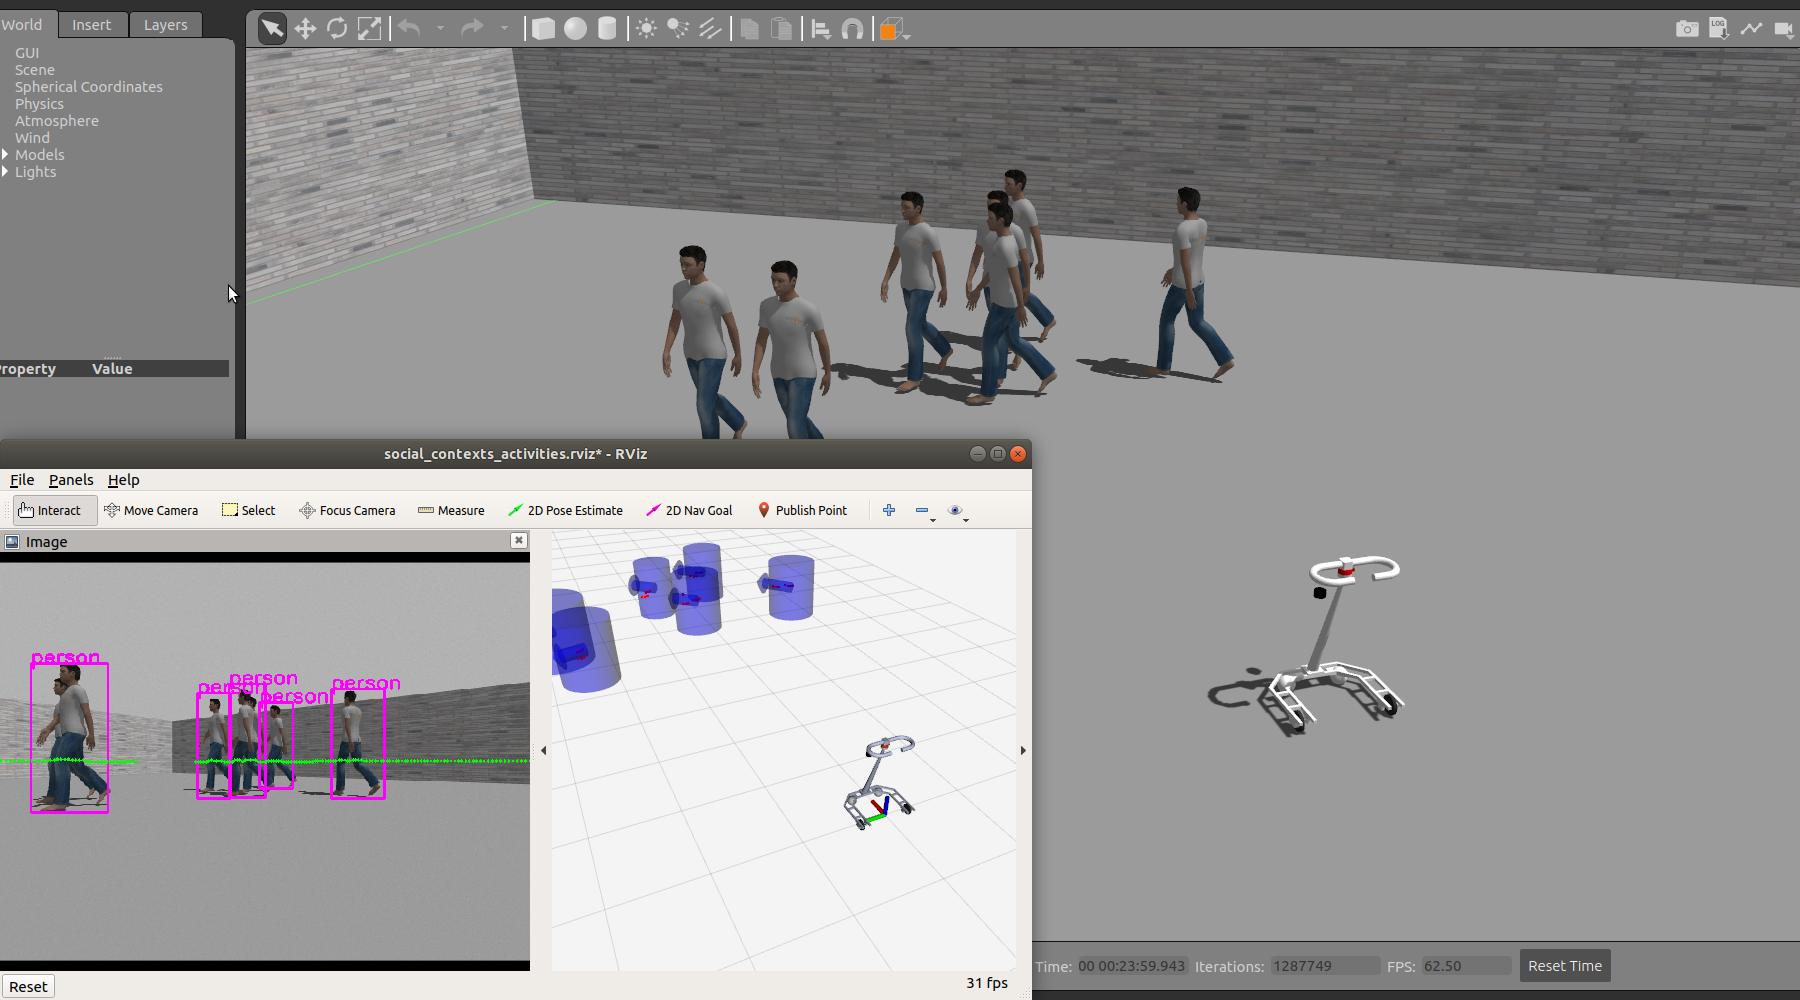 World Insert Layers
LOG
GUI
Scene
Spherical Coordinates
Physics
Atmosphere
Wind
Models
Lights
roperty Value
social_contexts_activities.rviz* - RViz
File Panels Help
Interact Move Camera Select Focus Camera Measure 2D Pose Estimate 2D Nav Goal Publish Point
Image
person
person
person
person
person
Time: 00 00:23:59.943 Iterations: 1287749 FPS: 62.50 Reset Time
Reset 31 fps